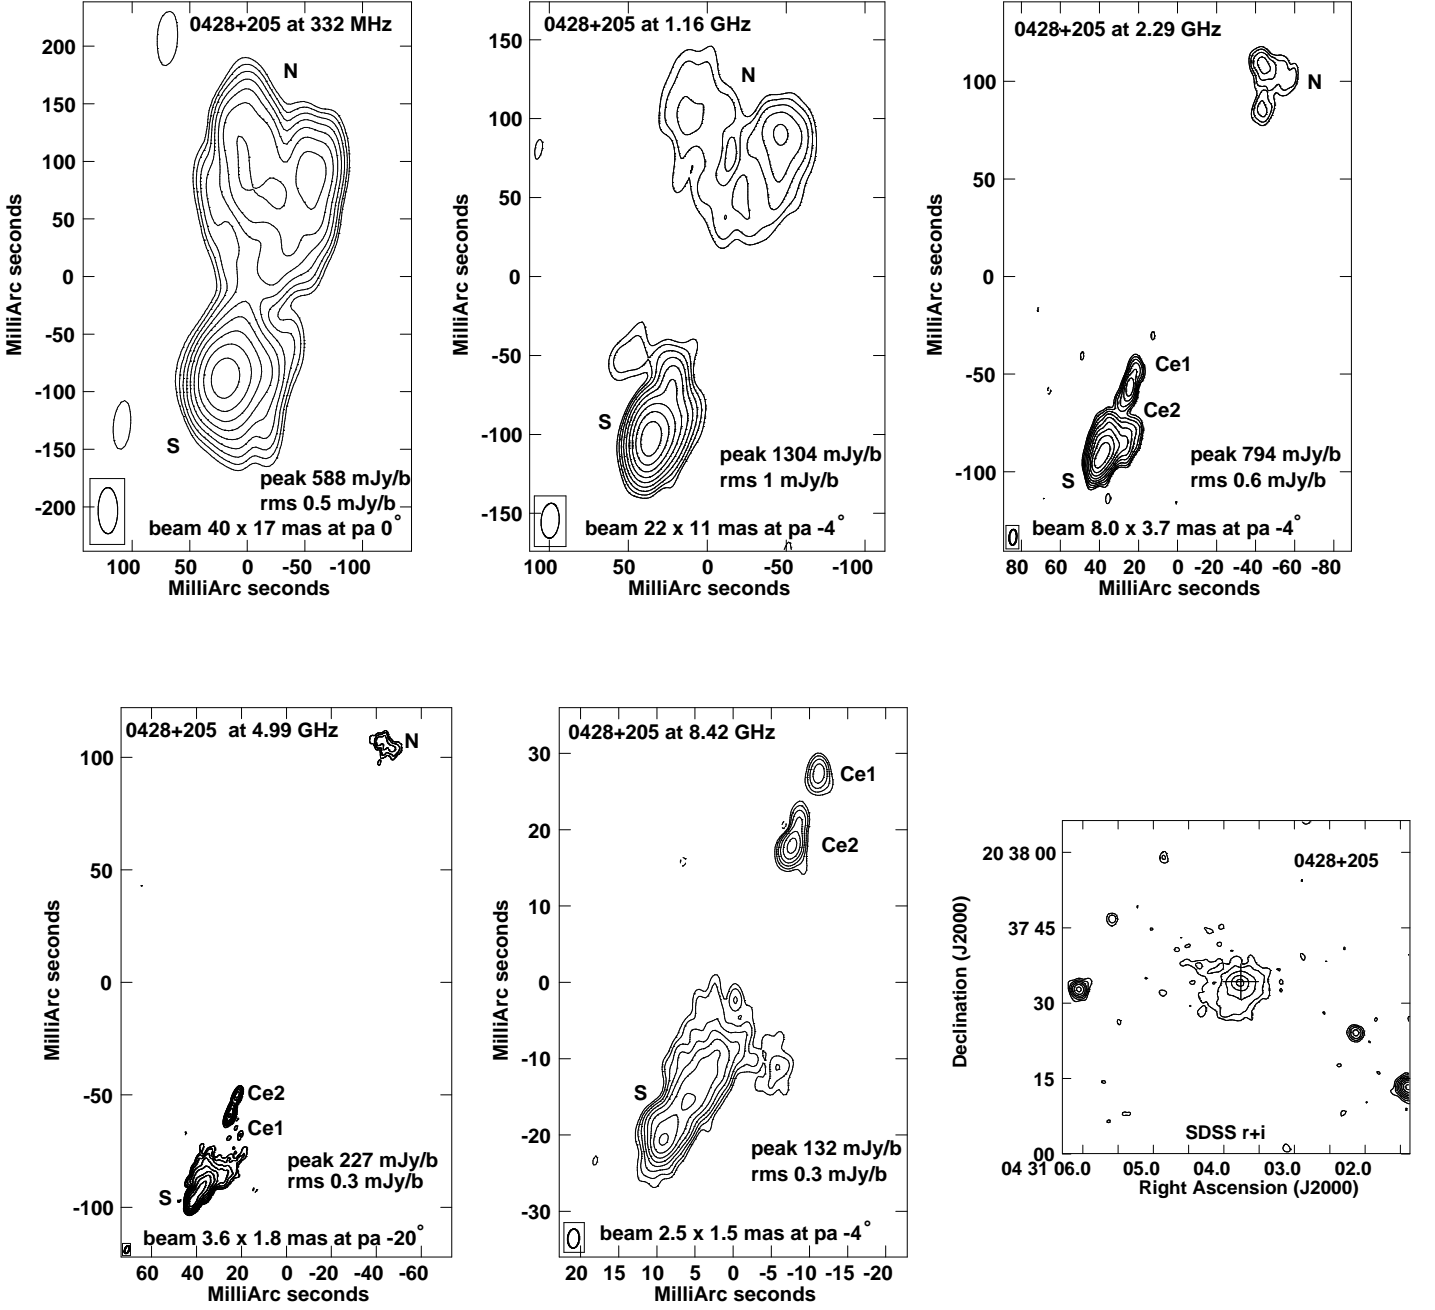 0428+205 at 332 MHz
N
S
peak 588 mJy/b
rms 0.5 mJy/b
beam 40 x 17 mas at pa 0°
200
150
100
50
0
-50
-100
-150
-200
100 50 0 -50 -100
MilliArc seconds
MilliArc seconds
0428+205 at 1.16 GHz
N
S
peak 1304 mJy/b
rms 1 mJy/b
beam 22 x 11 mas at pa -4°
150
100
50
0
-50
-100
-150
100 50 0 -50 -100
MilliArc seconds
MilliArc seconds
0428+205 at 2.29 GHz
N
Ce1
Ce2
S
peak 794 mJy/b
rms 0.6 mJy/b
beam 8.0 x 3.7 mas at pa -4°
100
50
0
-50
-100
80 60 40 20 0 -20 -40 -60 -80
MilliArc seconds
MilliArc seconds
0428+205 at 4.99 GHz
N
Ce2
Ce1
S
peak 227 mJy/b
rms 0.3 mJy/b
beam 3.6 x 1.8 mas at pa -20°
100
50
0
-50
-100
60 40 20 0 -20 -40 -60
MilliArc seconds
MilliArc seconds
0428+205 at 8.42 GHz
Ce1
Ce2
S
peak 132 mJy/b
rms 0.3 mJy/b
beam 2.5 x 1.5 mas at pa -4°
30
20
10
0
-10
-20
-30
20 15 10 5 0 -5 -10 -15 -20
MilliArc seconds
MilliArc seconds
0428+205
SDSS r+i
20 38 00
37 45
30
15
00
04 31 06.0 05.0 04.0 03.0 02.0
Right Ascension (J2000)
Declination (J2000)